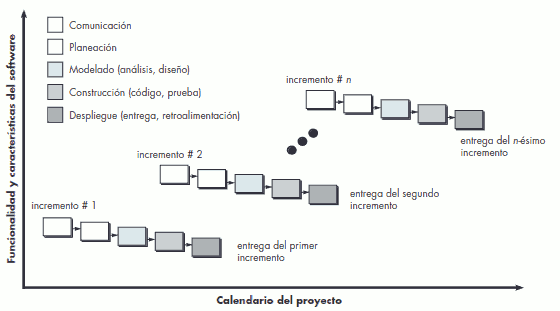 Funcionalidad y características del software
Comunicación
Planeación
Modelado (análisis, diseño)
Construcción (código, prueba)
Despliegue (entrega, retroalimentación)
incremento # n
entrega del n-ésimo
incremento
incremento # 2
entrega del segundo
incremento
incremento # 1
entrega del primer
incremento
Calendario del proyecto